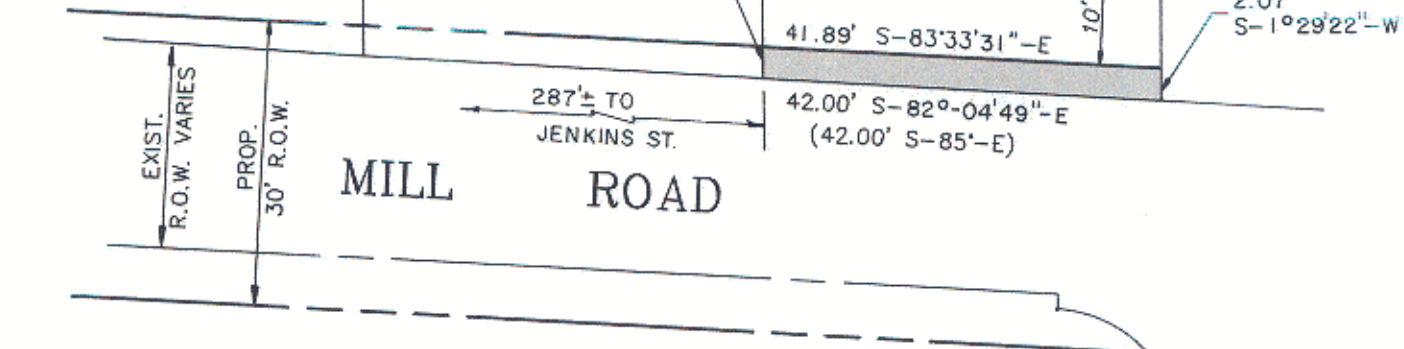 2.07
S-1°29'22"-W
10'
41.89' S-83°33'31"-E
287'± TO
JENKINS ST.
42.00' S-82°-04'49"-E
(42.00' S-85°-E)
EXIST.
R.O.W. VARIES
PROP.
30' R.O.W.
MILL ROAD